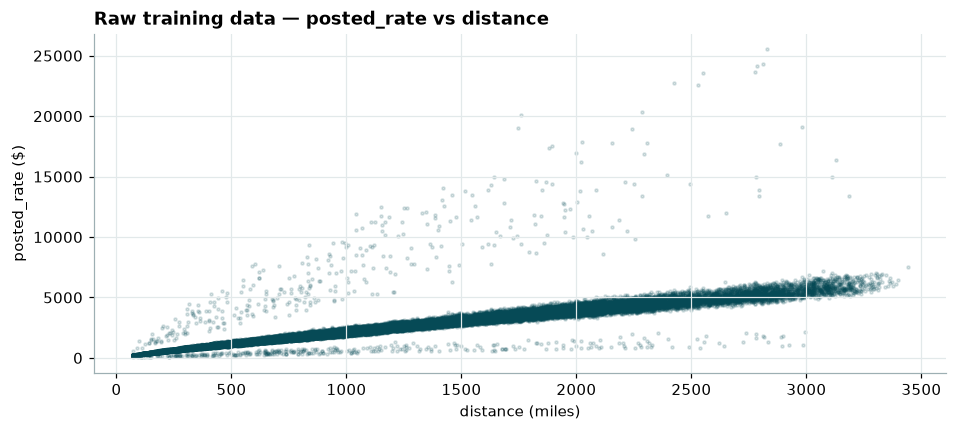 Raw training data — posted_rate vs distance
posted_rate ($)
25000
20000
15000
10000
5000
0
0 500 1000 1500 2000 2500 3000 3500
distance (miles)